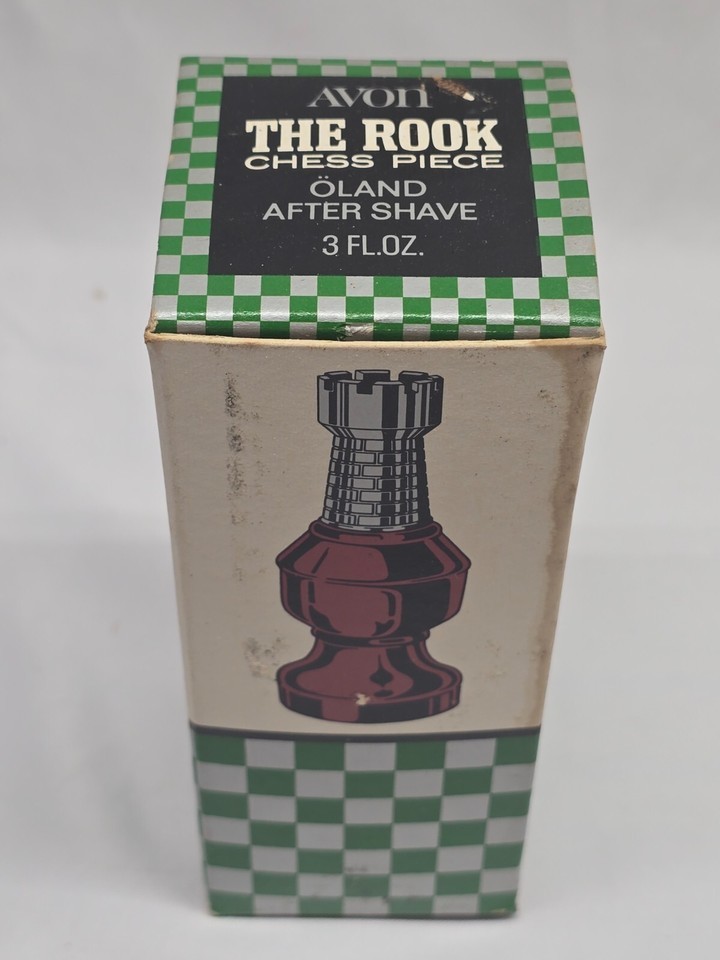 AVON
THE ROOK
CHESS PIECE
ÖLAND
AFTER SHAVE
3 FL.OZ.